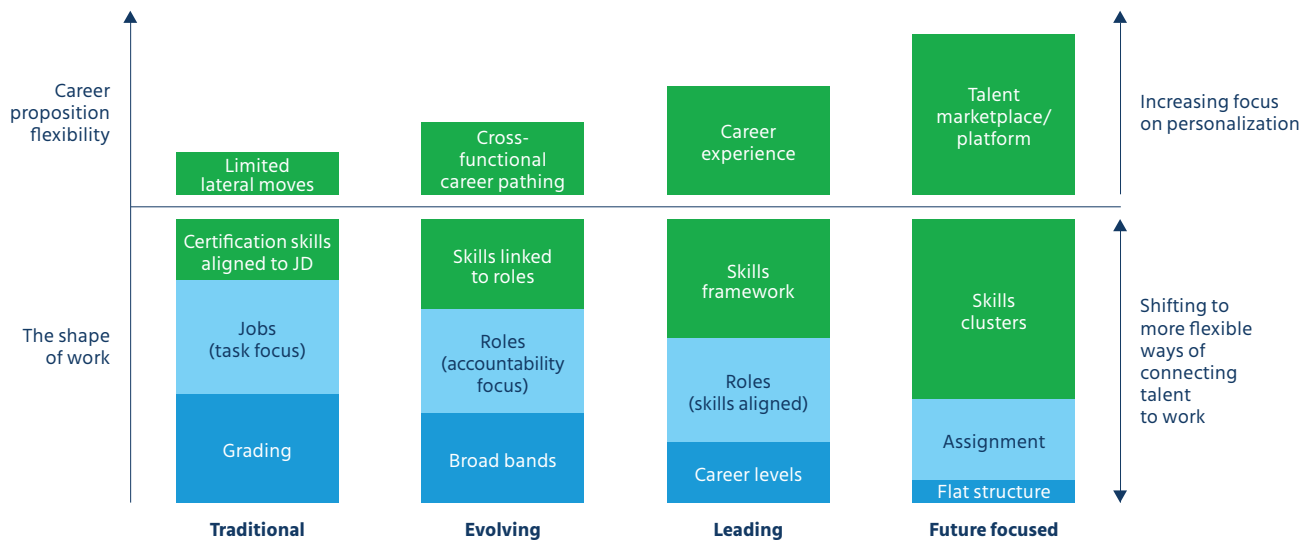 Career
proposition
flexibility
Limited
lateral moves
Cross-
functional
career pathing
Career
experience
Talent
marketplace/
platform
Increasing focus
on personalization
The shape
of work
Certification skills
aligned to JD
Jobs
(task focus)
Grading
Skills linked
to roles
Roles
(accountability
focus)
Broad bands
Skills
framework
Roles
(skills aligned)
Career levels
Skills
clusters
Assignment
Flat structure
Shifting to
more flexible
ways of
connecting
talent
to work
Traditional
Evolving
Leading
Future focused